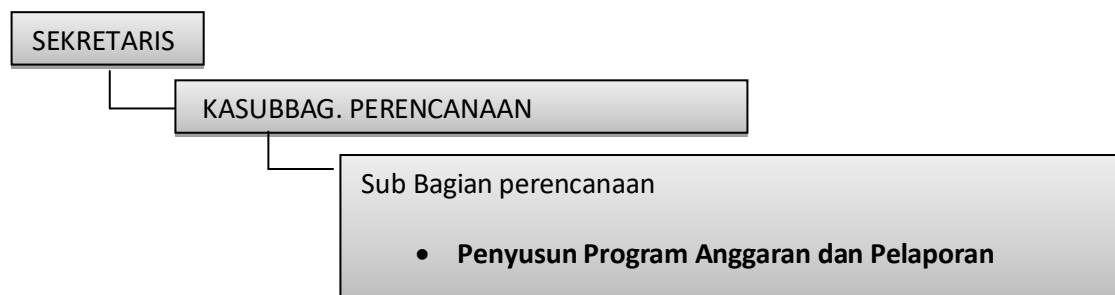 SEKRETARIS
KASUBBAG. PERENCANAAN
Sub Bagian perencanaan
• Penyusun Program Anggaran dan Pelaporan